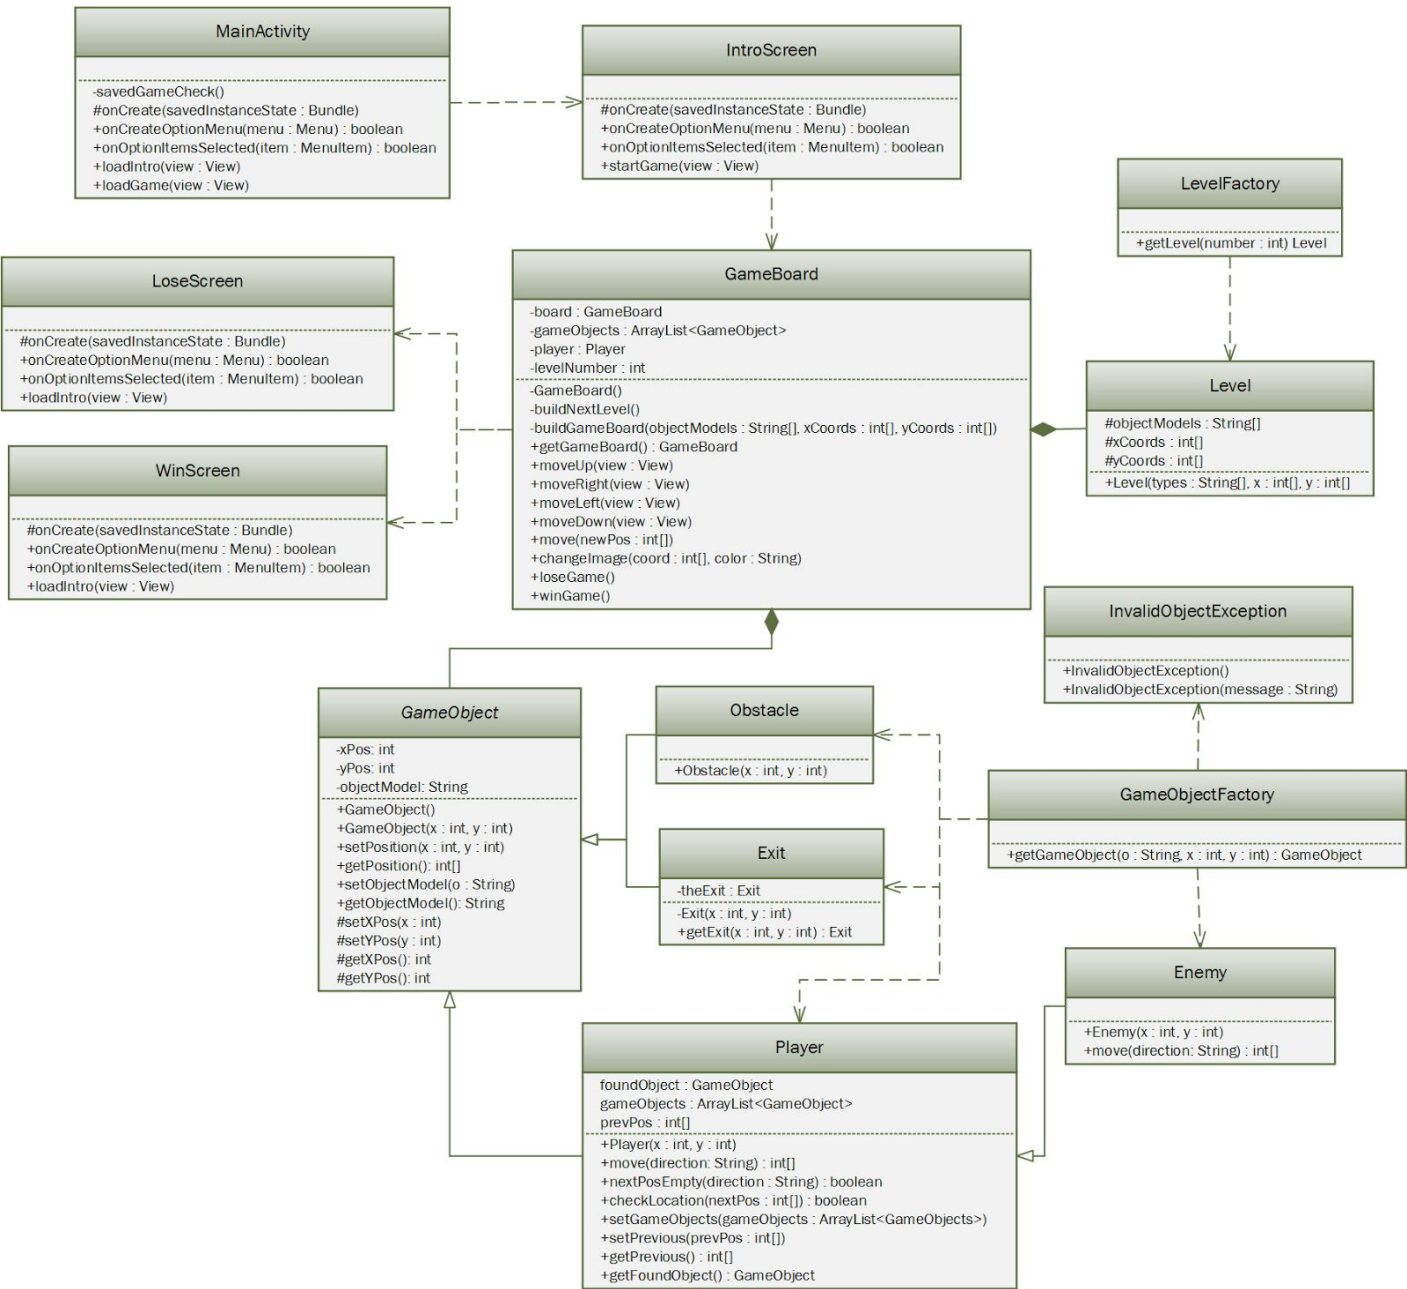 MainActivity
-savedGameCheck()
#onCreate(savedInstanceState : Bundle)
+onCreateOptionMenu(menu : Menu) : boolean
+onOptionItemsSelected(item : MenuItem) : boolean
+loadIntro(view : View)
+loadGame(view : View)
IntroScreen
#onCreate(savedInstanceState : Bundle)
+onCreateOptionMenu(menu : Menu) : boolean
+onOptionItemsSelected(item : MenuItem) : boolean
+startGame(view : View)
LevelFactory
+getLevel(number : int) Level
LoseScreen
#onCreate(savedInstanceState : Bundle)
+onCreateOptionMenu(menu : Menu) : boolean
+onOptionItemsSelected(item : MenuItem) : boolean
+loadIntro(view : View)
GameBoard
-board : GameBoard
-gameObjects : ArrayList<GameObject>
-player : Player
-levelNumber : int
-GameBoard()
-buildNextLevel()
-buildGameBoard(objectModels : String[], xCoords : int[], yCoords : int[])
+getGameBoard() : GameBoard
+moveUp(view : View)
+moveRight(view : View)
+moveLeft(view : View)
+moveDown(view : View)
+move(newPos : int[])
+changeImage(coord : int[], color : String)
+loseGame()
+winGame()
Level
#objectModels : String[]
#xCoords : int[]
#yCoords : int[]
+Level(types : String[], x : int[], y : int[]
WinScreen
#onCreate(savedInstanceState : Bundle)
+onCreateOptionMenu(menu : Menu) : boolean
+onOptionItemsSelected(item : MenuItem) : boolean
+loadIntro(view : View)
InvalidObjectException
+InvalidObjectException()
+InvalidObjectException(message : String)
GameObject
-xPos: int
-yPos: int
-objectModel: String
+GameObject()
+GameObject(x : int, y : int)
+setPosition(x : int, y : int)
+getPosition(): int[]
+setObjectModel(o : String)
+getObjectModel(): String
#setXPos(x : int)
#setYPos(y : int)
#getXPos(): int
#getYPos(): int
Obstacle
+Obstacle(x : int, y : int)
Exit
-theExit : Exit
-Exit(x : int, y : int)
+getExit(x : int, y : int) : Exit
GameObjectFactory
+getGameObject(o : String, x : int, y : int) : GameObject
Enemy
+Enemy(x : int, y : int)
+move(direction: String) : int[]
Player
foundObject : GameObject
gameObjects : ArrayList<GameObject>
prevPos : int[]
+Player(x : int, y : int)
+move(direction: String) : int[]
+nextPosEmpty(direction : String) : boolean
+checkLocation(nextPos : int[]) : boolean
+setGameObjects(gameObjects : ArrayList<GameObjects>)
+setPrevious(prevPos : int[])
+getPrevious() : int[]
+getFoundObject() : GameObject